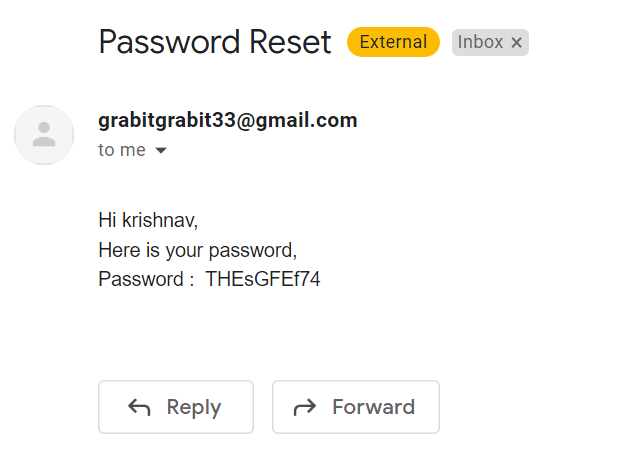 Password Reset External Inbox ×
grabitgrabit33@gmail.com
to me
Hi krishnav,
Here is your password,
Password :  THEsGFEf74
Reply Forward